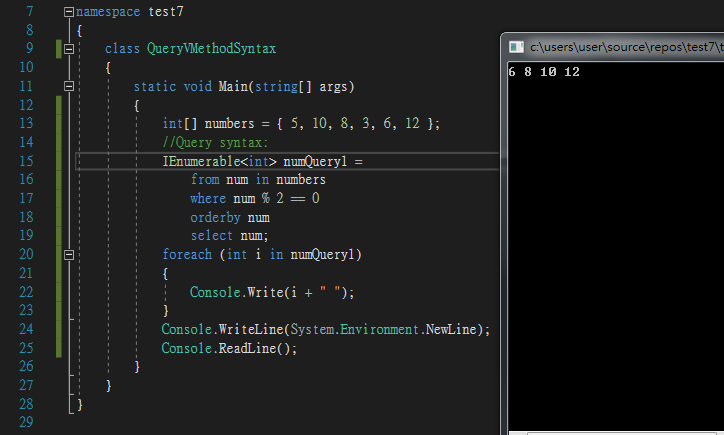 7 namespace test7
8 {
9 class QueryVMethodSyntax
10 {
11 static void Main(string[] args)
12 {
13 int[] numbers = { 5, 10, 8, 3, 6, 12 };
14 //Query syntax:
15 IEnumerable<int> numQuery1 =
16 from num in numbers
17 where num % 2 == 0
18 orderby num
19 select num;
20 foreach (int i in numQuery1)
21 {
22 Console.Write(i + " ");
23 }
24 Console.WriteLine(System.Environment.NewLine);
25 Console.ReadLine();
26 }
27 }
28 }
29
c:\users\user\source\repos\test7\t
6 8 10 12